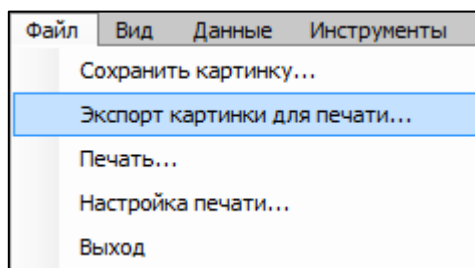 Файл Вид Данные Инструменты
Сохранить картинку...
Экспорт картинки для печати...
Печать...
Настройка печати...
Выход